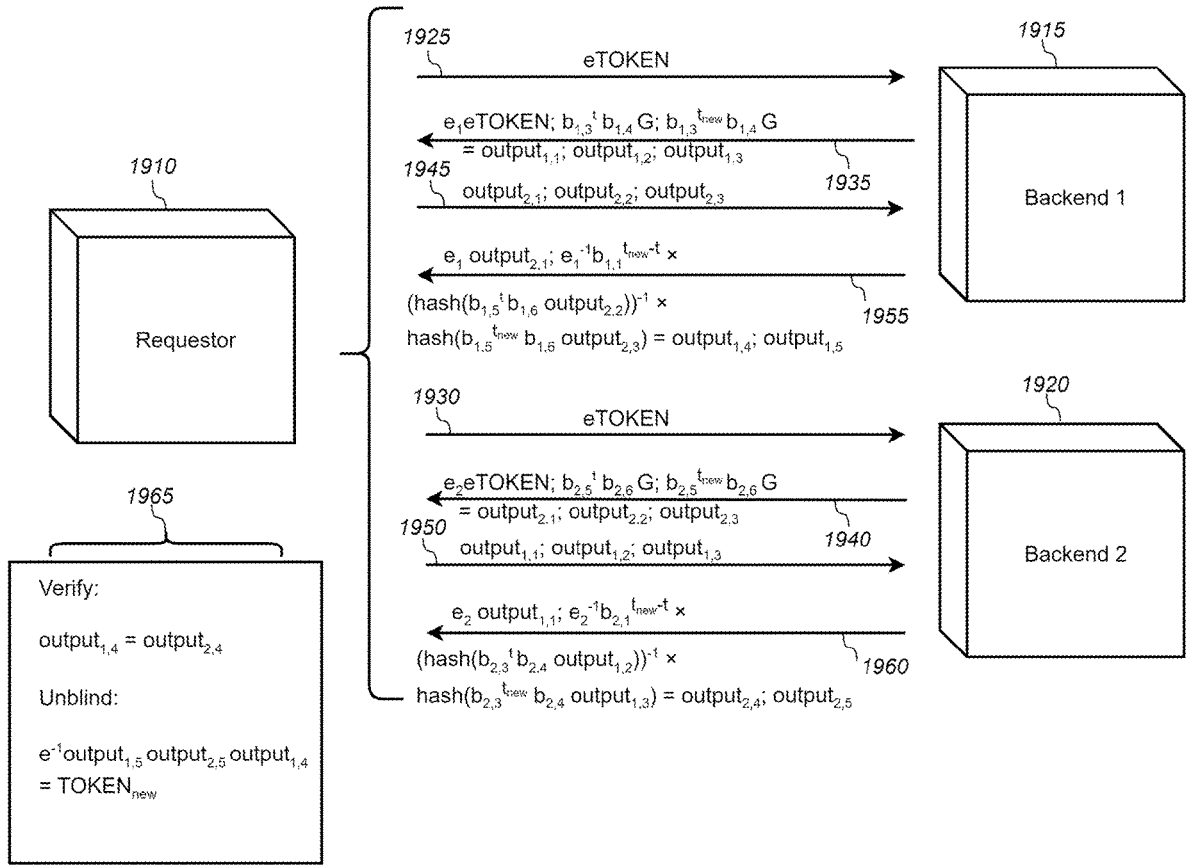 1925
eTOKEN
1915
e₁eTOKEN; b₁,₃ᵗ b₁,₄ G; b₁,₃ᵗⁿᵉʷ b₁,₄ G
= output₁,₁; output₁,₂; output₁,₃
1935
1945
output₂,₁; output₂,₂; output₂,₃
Backend 1
1910
e₁ output₂,₁; e₁⁻¹b₁,₁ᵗⁿᵉʷ⁻ᵗ ×
1955
(hash(b₁,₅ᵗ b₁,₆ output₂,₂))⁻¹ ×
hash(b₁,₅ᵗⁿᵉʷ b₁,₆ output₂,₃) = output₁,₄; output₁,₅
Requestor
1930
eTOKEN
1920
e₂eTOKEN; b₂,₅ᵗ b₂,₆ G; b₂,₅ᵗⁿᵉʷ b₂,₆ G
= output₂.₁; output₂.₂; output₂,₃
1940
1950
output₁,₁; output₁,₂; output₁,₃
Backend 2
e₂ output₁,₁; e₂⁻¹b₂,₁ᵗⁿᵉʷ⁻ᵗ ×
1960
(hash(b₂,₃ᵗ b₂,₄ output₁,₂))⁻¹ ×
hash(b₂,₃ᵗⁿᵉʷ b₂,₄ output₁,₃) = output₂,₄; output₂,₅
1965
Verify:
output₁,₄ = output₂,₄
Unblind:
e⁻¹output₁,₅ output₂,₅ output₁,₄
= TOKENₙₑw